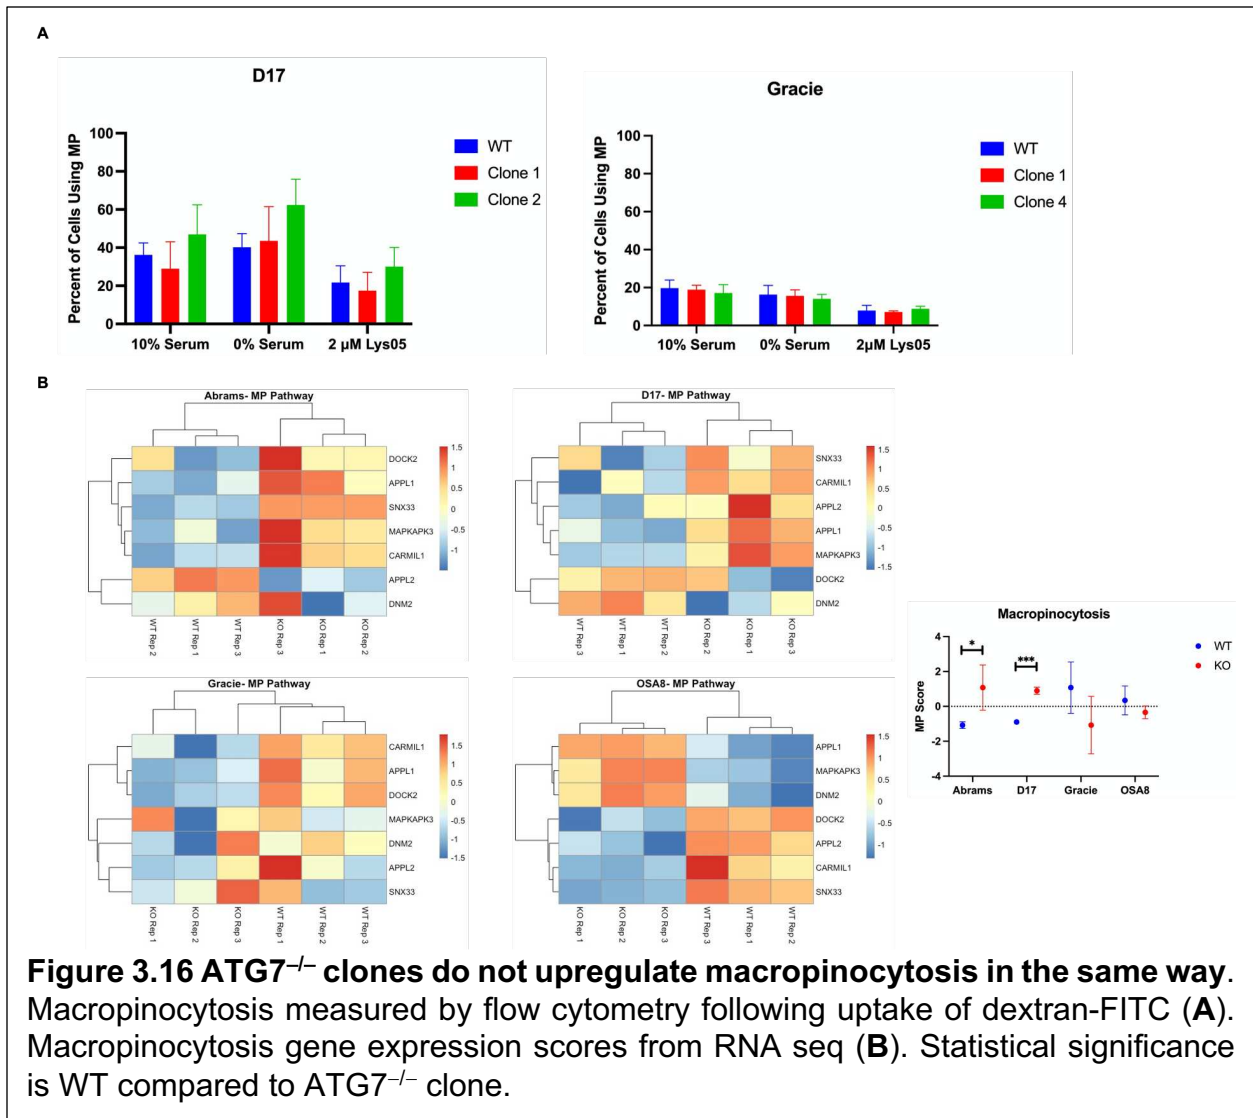 A
D17
Percent of Cells Using MP
100
80
60
40
20
0
10% Serum
0% Serum
2 µM Lys05
WT
Clone 1
Clone 2
Gracie
Percent of Cells Using MP
100
80
60
40
20
0
10% Serum
0% Serum
2µM Lys05
WT
Clone 1
Clone 4
B
Abrams- MP Pathway
DOCK2
APPL1
SNX33
MAPKAPK3
CARMIL1
APPL2
DNM2
WT Rep 2
WT Rep 1
WT Rep 3
KO Rep 3
KO Rep 1
KO Rep 2
1.5
1
0.5
0
-0.5
-1
D17- MP Pathway
SNX33
CARMIL1
APPL2
APPL1
MAPKAPK3
DOCK2
DNM2
WT Rep 3
WT Rep 1
WT Rep 2
KO Rep 2
KO Rep 1
KO Rep 3
1.5
1
0.5
0
-0.5
-1
-1.5
Gracie- MP Pathway
CARMIL1
APPL1
DOCK2
MAPKAPK3
DNM2
APPL2
SNX33
KO Rep 1
KO Rep 2
KO Rep 3
WT Rep 1
WT Rep 2
WT Rep 3
1.5
1
0.5
0
-0.5
-1
-1.5
OSA8- MP Pathway
APPL1
MAPKAPK3
DNM2
DOCK2
APPL2
CARMIL1
SNX33
KO Rep 1
KO Rep 2
KO Rep 3
WT Rep 3
WT Rep 1
WT Rep 2
1.5
1
0.5
0
-0.5
-1
Macropinocytosis
MP Score
4
2
0
-2
-4
*
***
Abrams
D17
Gracie
OSA8
WT
KO
Figure 3.16 ATG7–/– clones do not upregulate macropinocytosis in the same way.
Macropinocytosis measured by flow cytometry following uptake of dextran-FITC (A).
Macropinocytosis gene expression scores from RNA seq (B). Statistical significance
is WT compared to ATG7–/– clone.